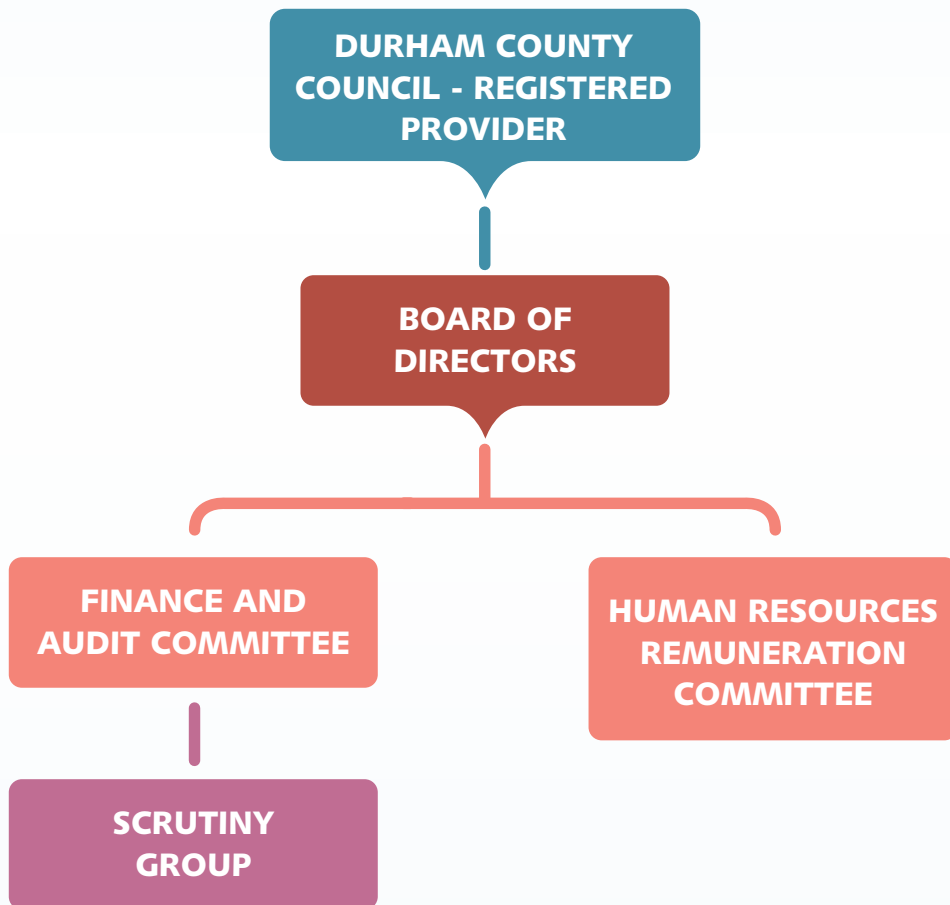 DURHAM COUNTY
COUNCIL - REGISTERED
PROVIDER
BOARD OF
DIRECTORS
FINANCE AND
AUDIT COMMITTEE
HUMAN RESOURCES
REMUNERATION
COMMITTEE
SCRUTINY
GROUP